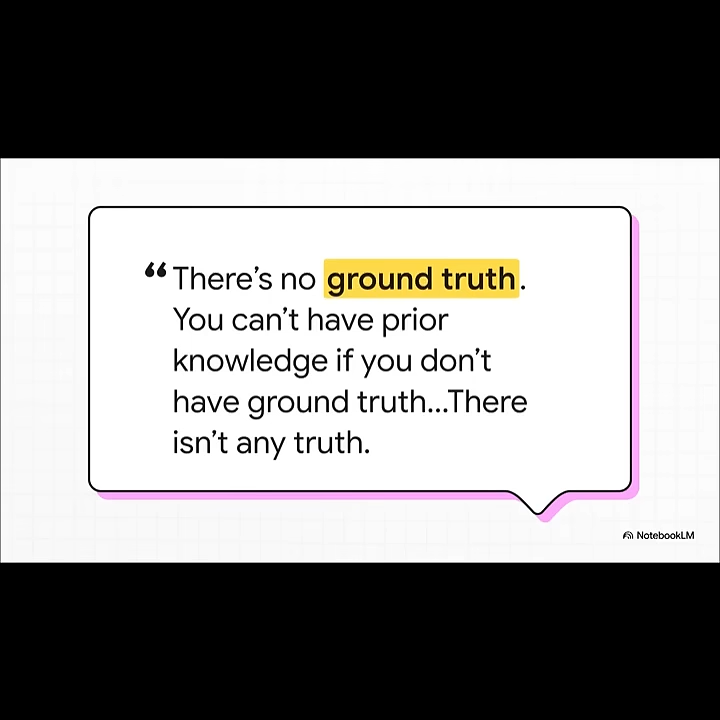 “There’s no ground truth.
You can’t have prior
knowledge if you don’t
have ground truth...There
isn’t any truth.
NotebookLM